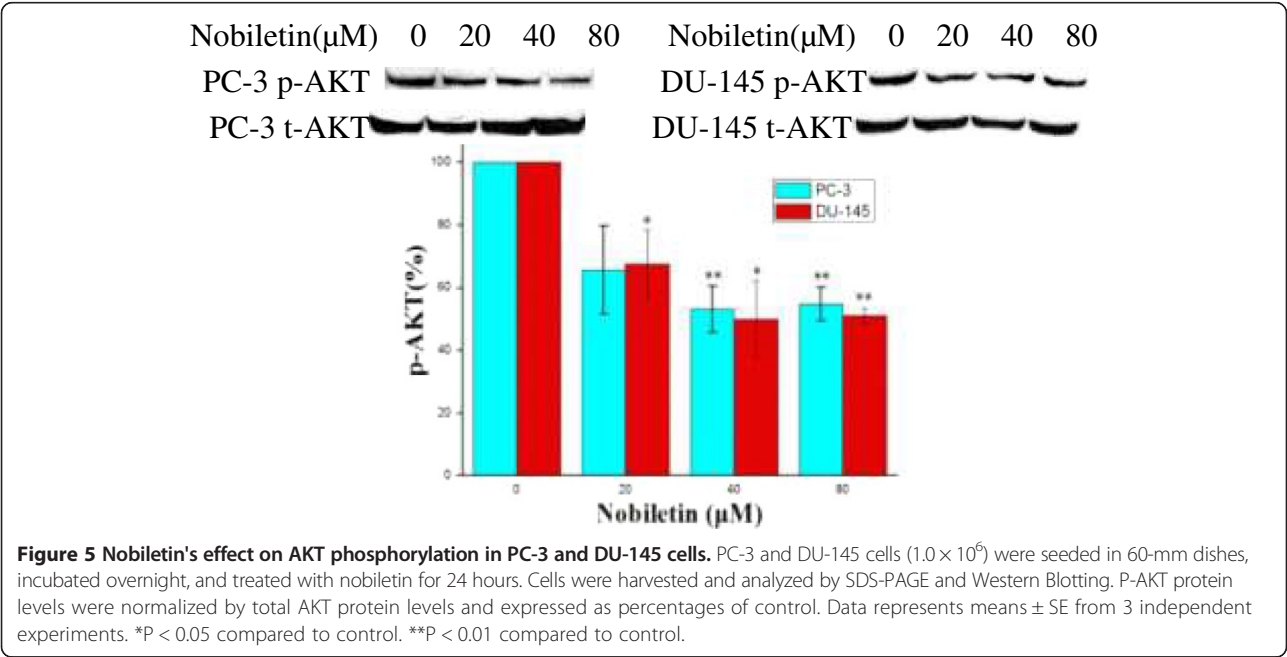 Nobiletin(µM) 0 20 40 80 Nobiletin(µM) 0 20 40 80
PC-3 p-AKT DU-145 p-AKT
PC-3 t-AKT DU-145 t-AKT
100
PC-3
DU-145
80 *
** * ** **
60
40
20
0
p-AKT(%)
0 20 40 80
Nobiletin (µM)
Figure 5 Nobiletin's effect on AKT phosphorylation in PC-3 and DU-145 cells. PC-3 and DU-145 cells (1.0 × 10⁶) were seeded in 60-mm dishes,
incubated overnight, and treated with nobiletin for 24 hours. Cells were harvested and analyzed by SDS-PAGE and Western Blotting. P-AKT protein
levels were normalized by total AKT protein levels and expressed as percentages of control. Data represents means ± SE from 3 independent
experiments. *P < 0.05 compared to control. **P < 0.01 compared to control.